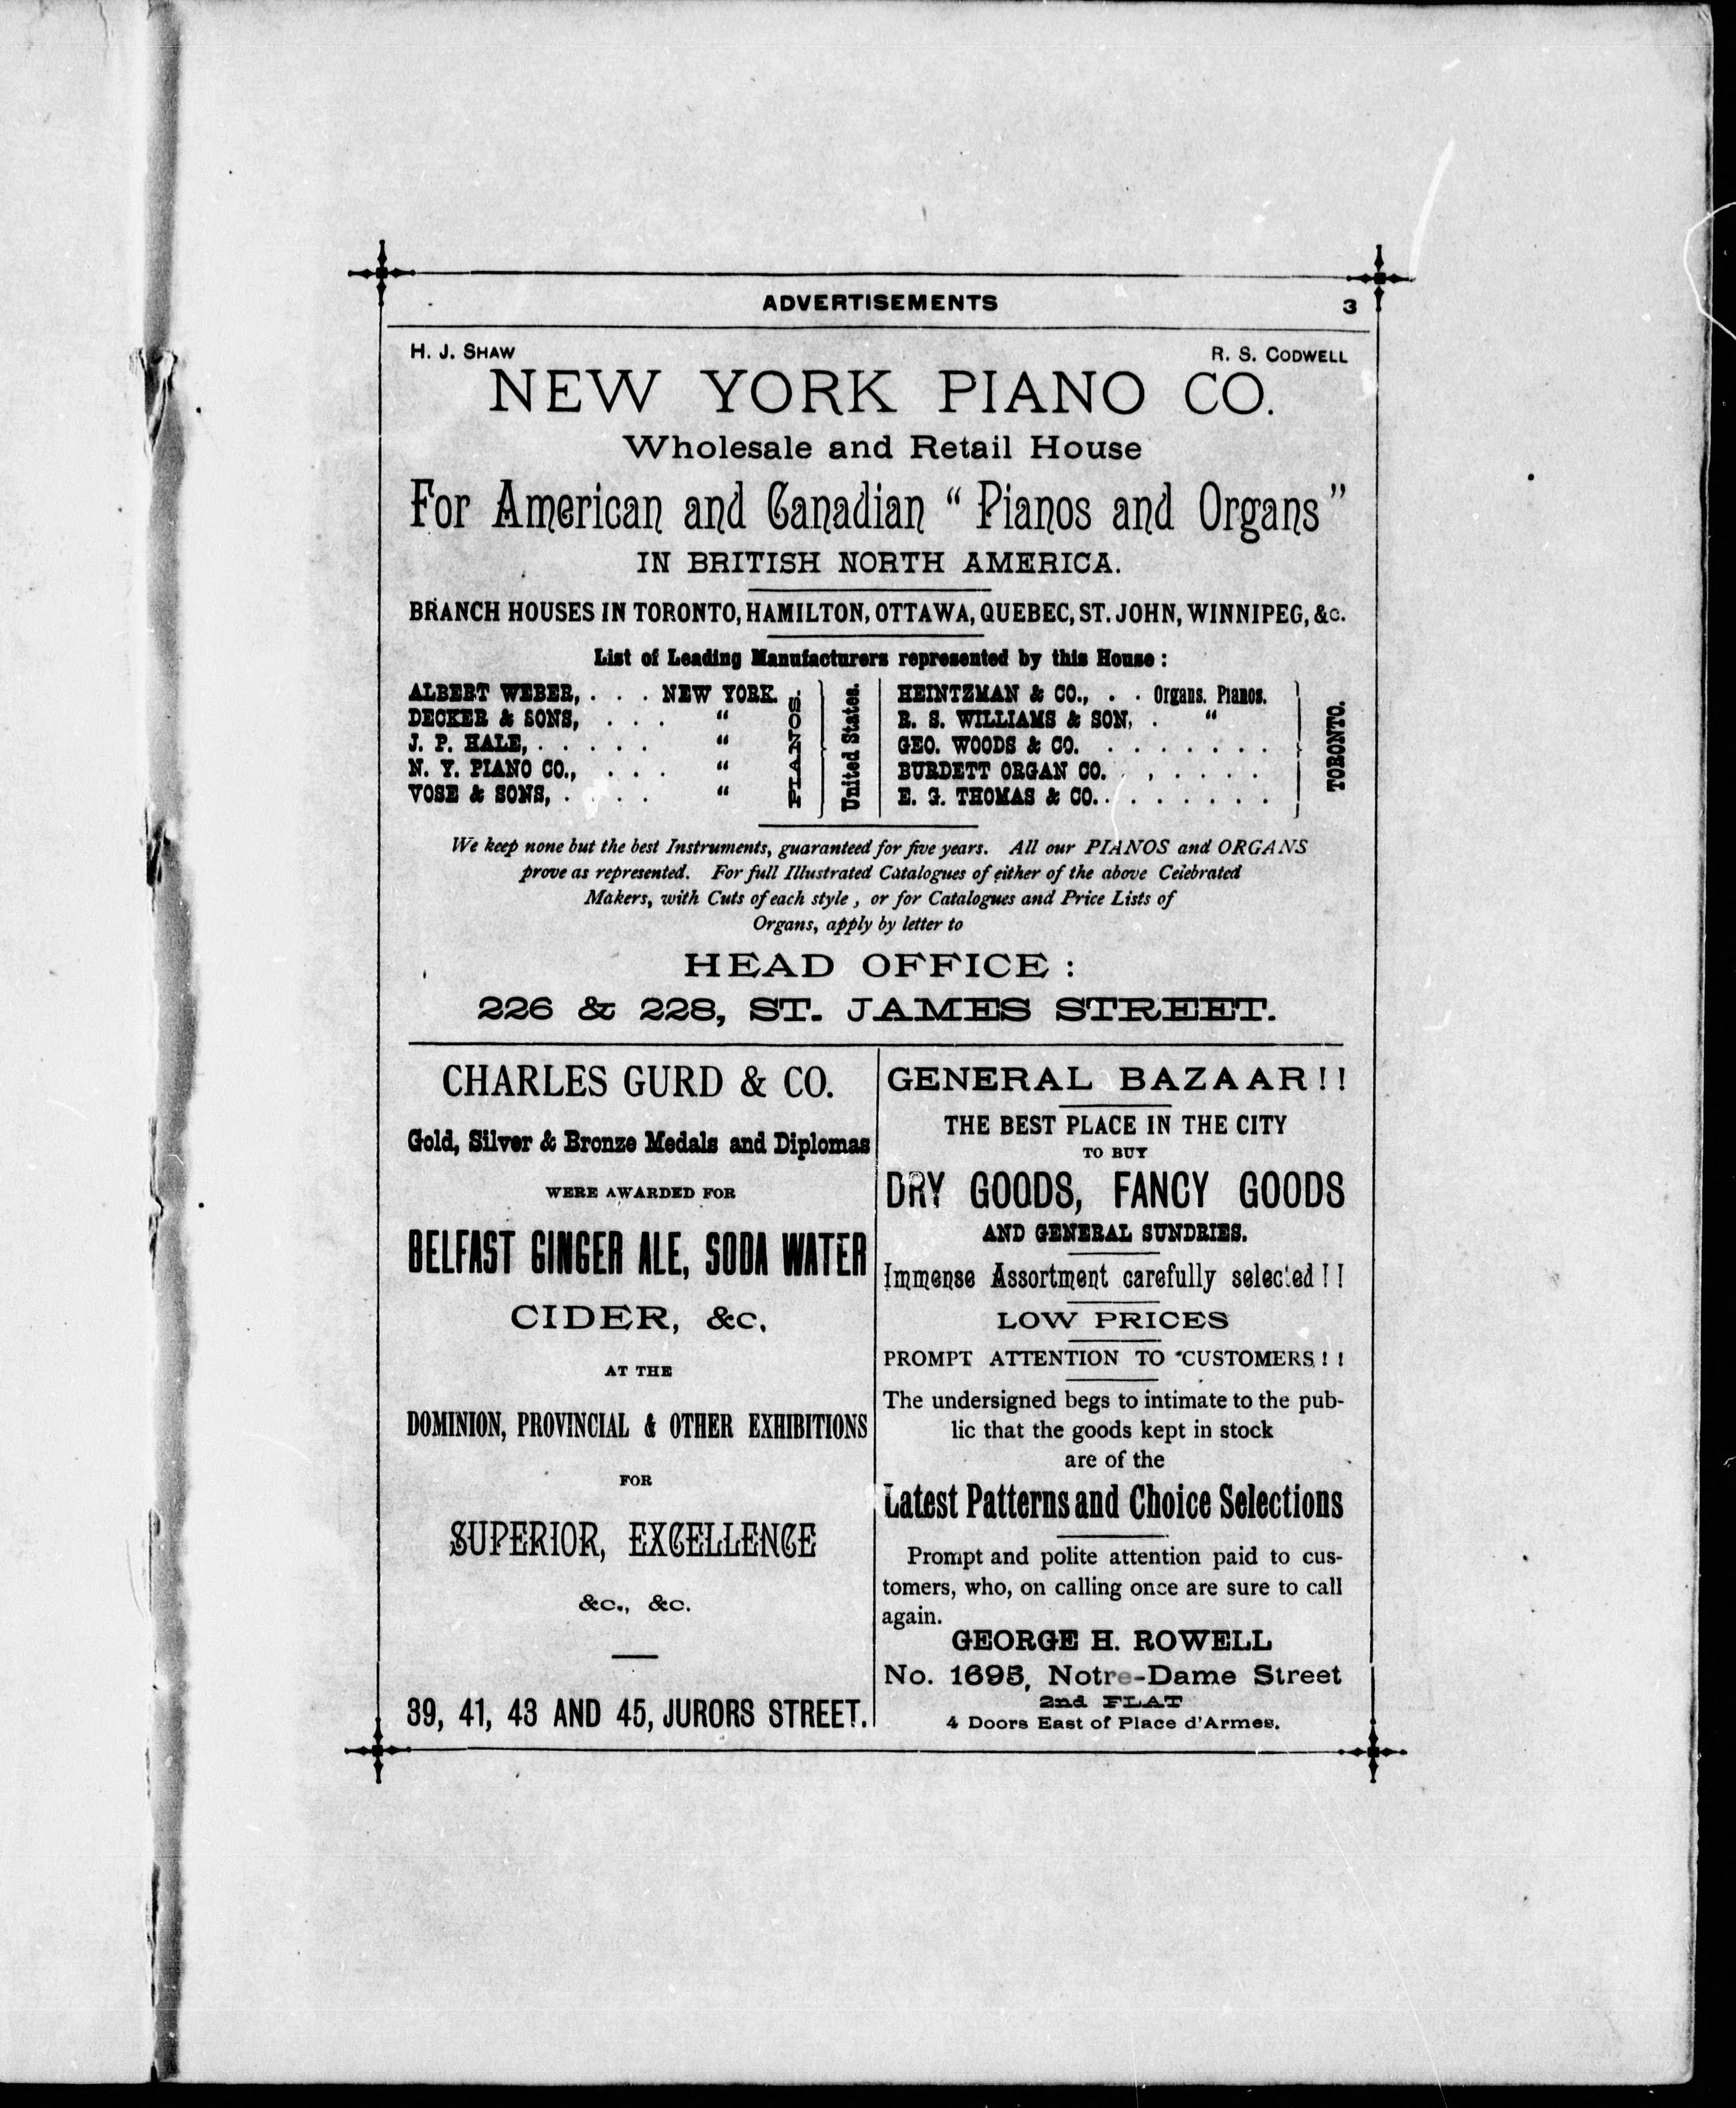 ADVERTISEMENTS 3
H. J. SHAW R. S. CODWELL
NEW YORK PIANO CO.
Wholesale and Retail House
For American and Canadian “ Pianos and Organs ”
IN BRITISH NORTH AMERICA.
BRANCH HOUSES IN TORONTO, HAMILTON, OTTAWA, QUEBEC, ST. JOHN, WINNIPEG, &c.
List of Leading Manufacturers represented by this House :
ALBERT WEBER, . . . NEW YORK.
DECKER & SONS, . . . “
J. P. HALE, . . . . . “
N. Y. PIANO CO., . . . “
VOSE & SONS, . . . . “
PIANOS.
United States.
HEINTZMAN & CO., . . Organs. Pianos.
R. S. WILLIAMS & SON, . “
GEO. WOODS & CO. . . . . . . .
BURDETT ORGAN CO. . , . . . .
E. G. THOMAS & CO. . . . . . . .
TORONTO.
We keep none but the best Instruments, guaranteed for five years. All our PIANOS and ORGANS
prove as represented. For full Illustrated Catalogues of either of the above Celebrated
Makers, with Cuts of each style , or for Catalogues and Price Lists of
Organs, apply by letter to
HEAD OFFICE :
226 & 228, ST. JAMES STREET.
CHARLES GURD & CO.
Gold, Silver & Bronze Medals and Diplomas
WERE AWARDED FOR
BELFAST GINGER ALE, SODA WATER
CIDER, &c,
AT THE
DOMINION, PROVINCIAL & OTHER EXHIBITIONS
FOR
SUPERIOR, EXCELLENCE
&c., &c.
39, 41, 43 AND 45, JURORS STREET.
GENERAL BAZAAR!!
THE BEST PLACE IN THE CITY
TO BUY
DRY GOODS, FANCY GOODS
AND GENERAL SUNDRIES.
Immense Assortment carefully selected ! !
LOW PRICES
PROMPT ATTENTION TO CUSTOMERS ! !
The undersigned begs to intimate to the pub-
lic that the goods kept in stock
are of the
Latest Patterns and Choice Selections
Prompt and polite attention paid to cus-
tomers, who, on calling once are sure to call
again.
GEORGE H. ROWELL
No. 1695, Notre-Dame Street
2nd FLAT
4 Doors East of Place d'Armes.